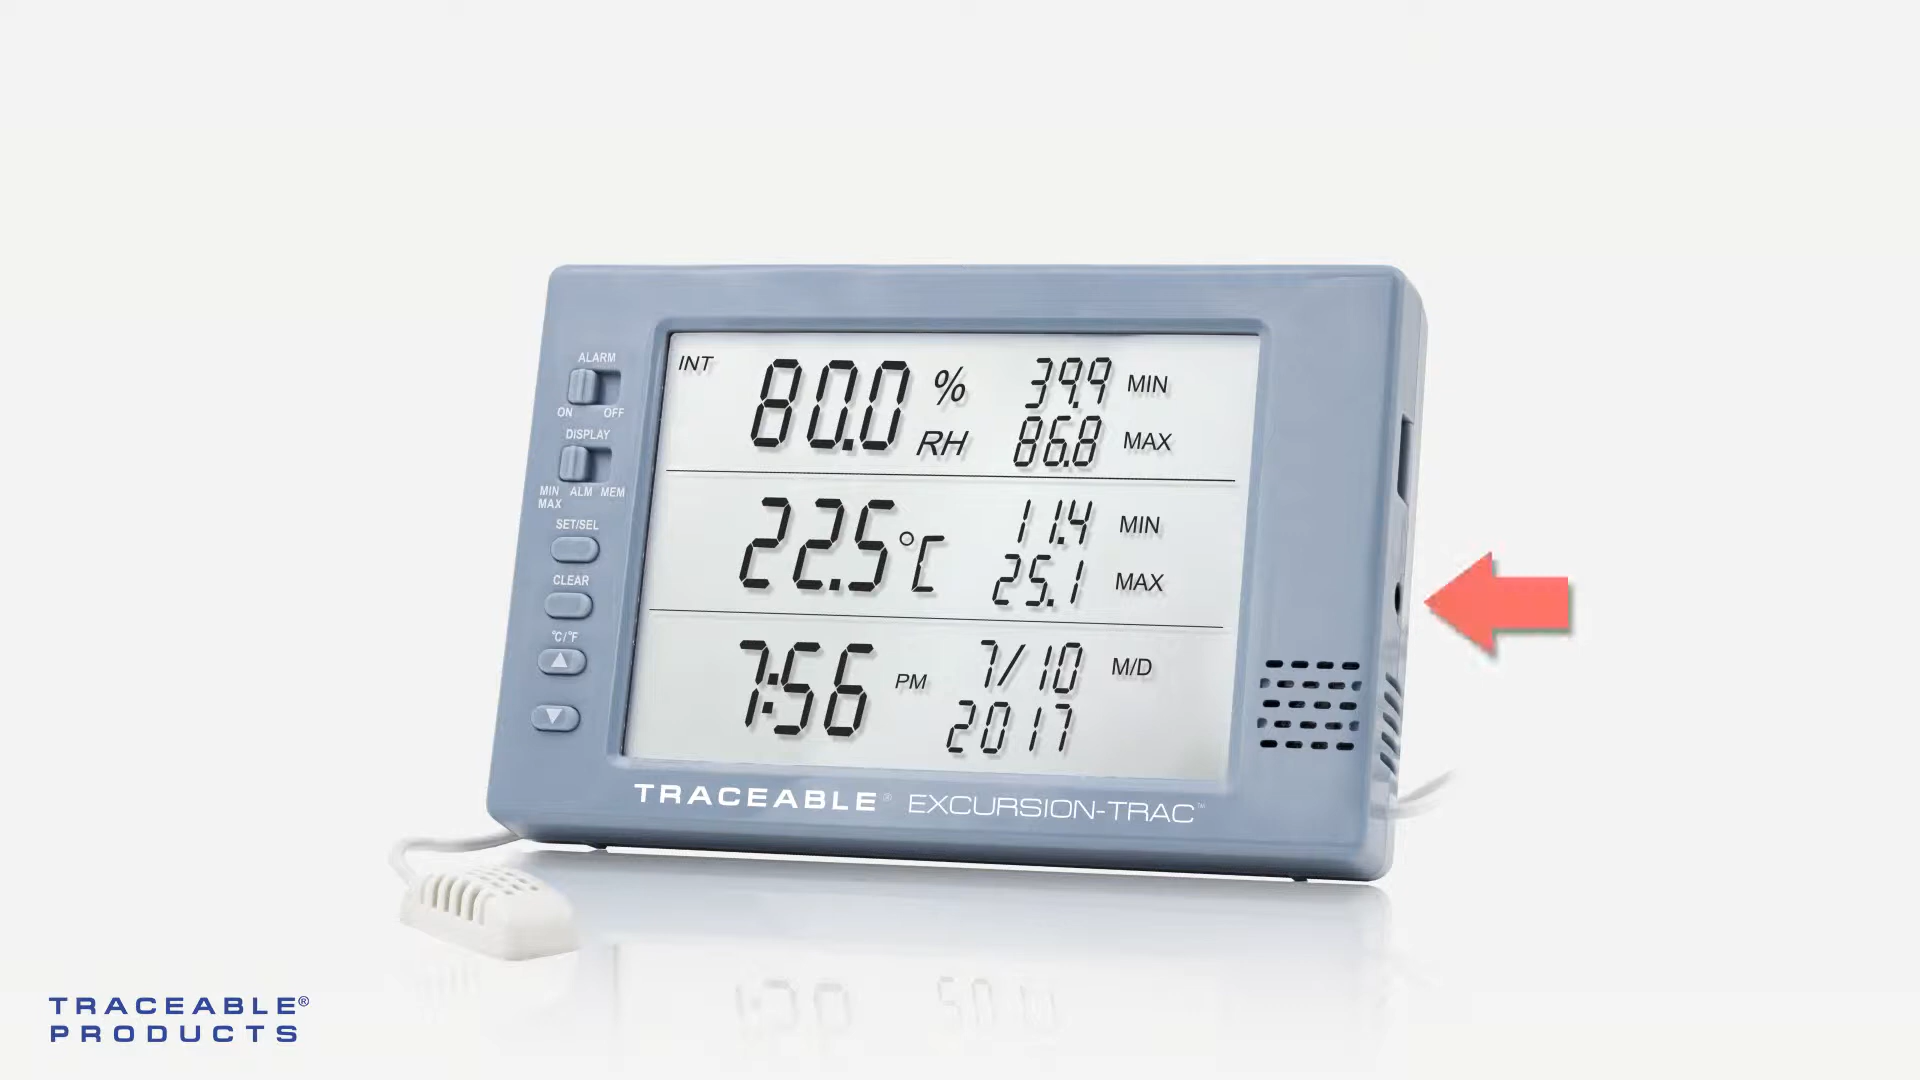 ALARM
ON OFF
DISPLAY
MIN ALM MEM
MAX
SET/SEL
CLEAR
°C/°F
INT
80.0 % RH
39.9 MIN
86.8 MAX
22.5 °C
11.4 MIN
25.1 MAX
7:56 PM
7/10 M/D
2017
TRACEABLE® EXCURSION-TRAC™
TRACEABLE®
PRODUCTS